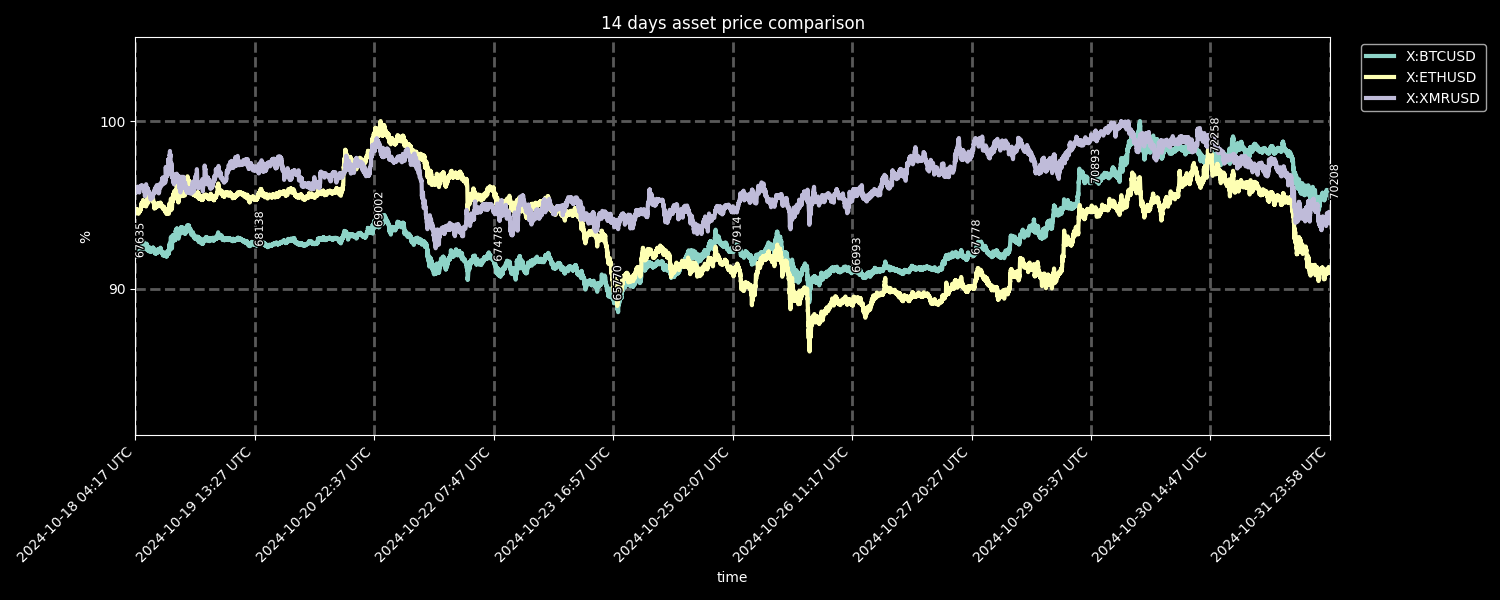 14 days asset price comparison
X:BTCUSD
X:ETHUSD
X:XMRUSD
100
90
%
67635
68138
69002
67478
65770
67914
66993
67778
70893
72258
70208
2024-10-18 04:17 UTC
2024-10-19 13:27 UTC
2024-10-20 22:37 UTC
2024-10-22 07:47 UTC
2024-10-23 16:57 UTC
2024-10-25 02:07 UTC
2024-10-26 11:17 UTC
2024-10-27 20:27 UTC
2024-10-29 05:37 UTC
2024-10-30 14:47 UTC
2024-10-31 23:58 UTC
time